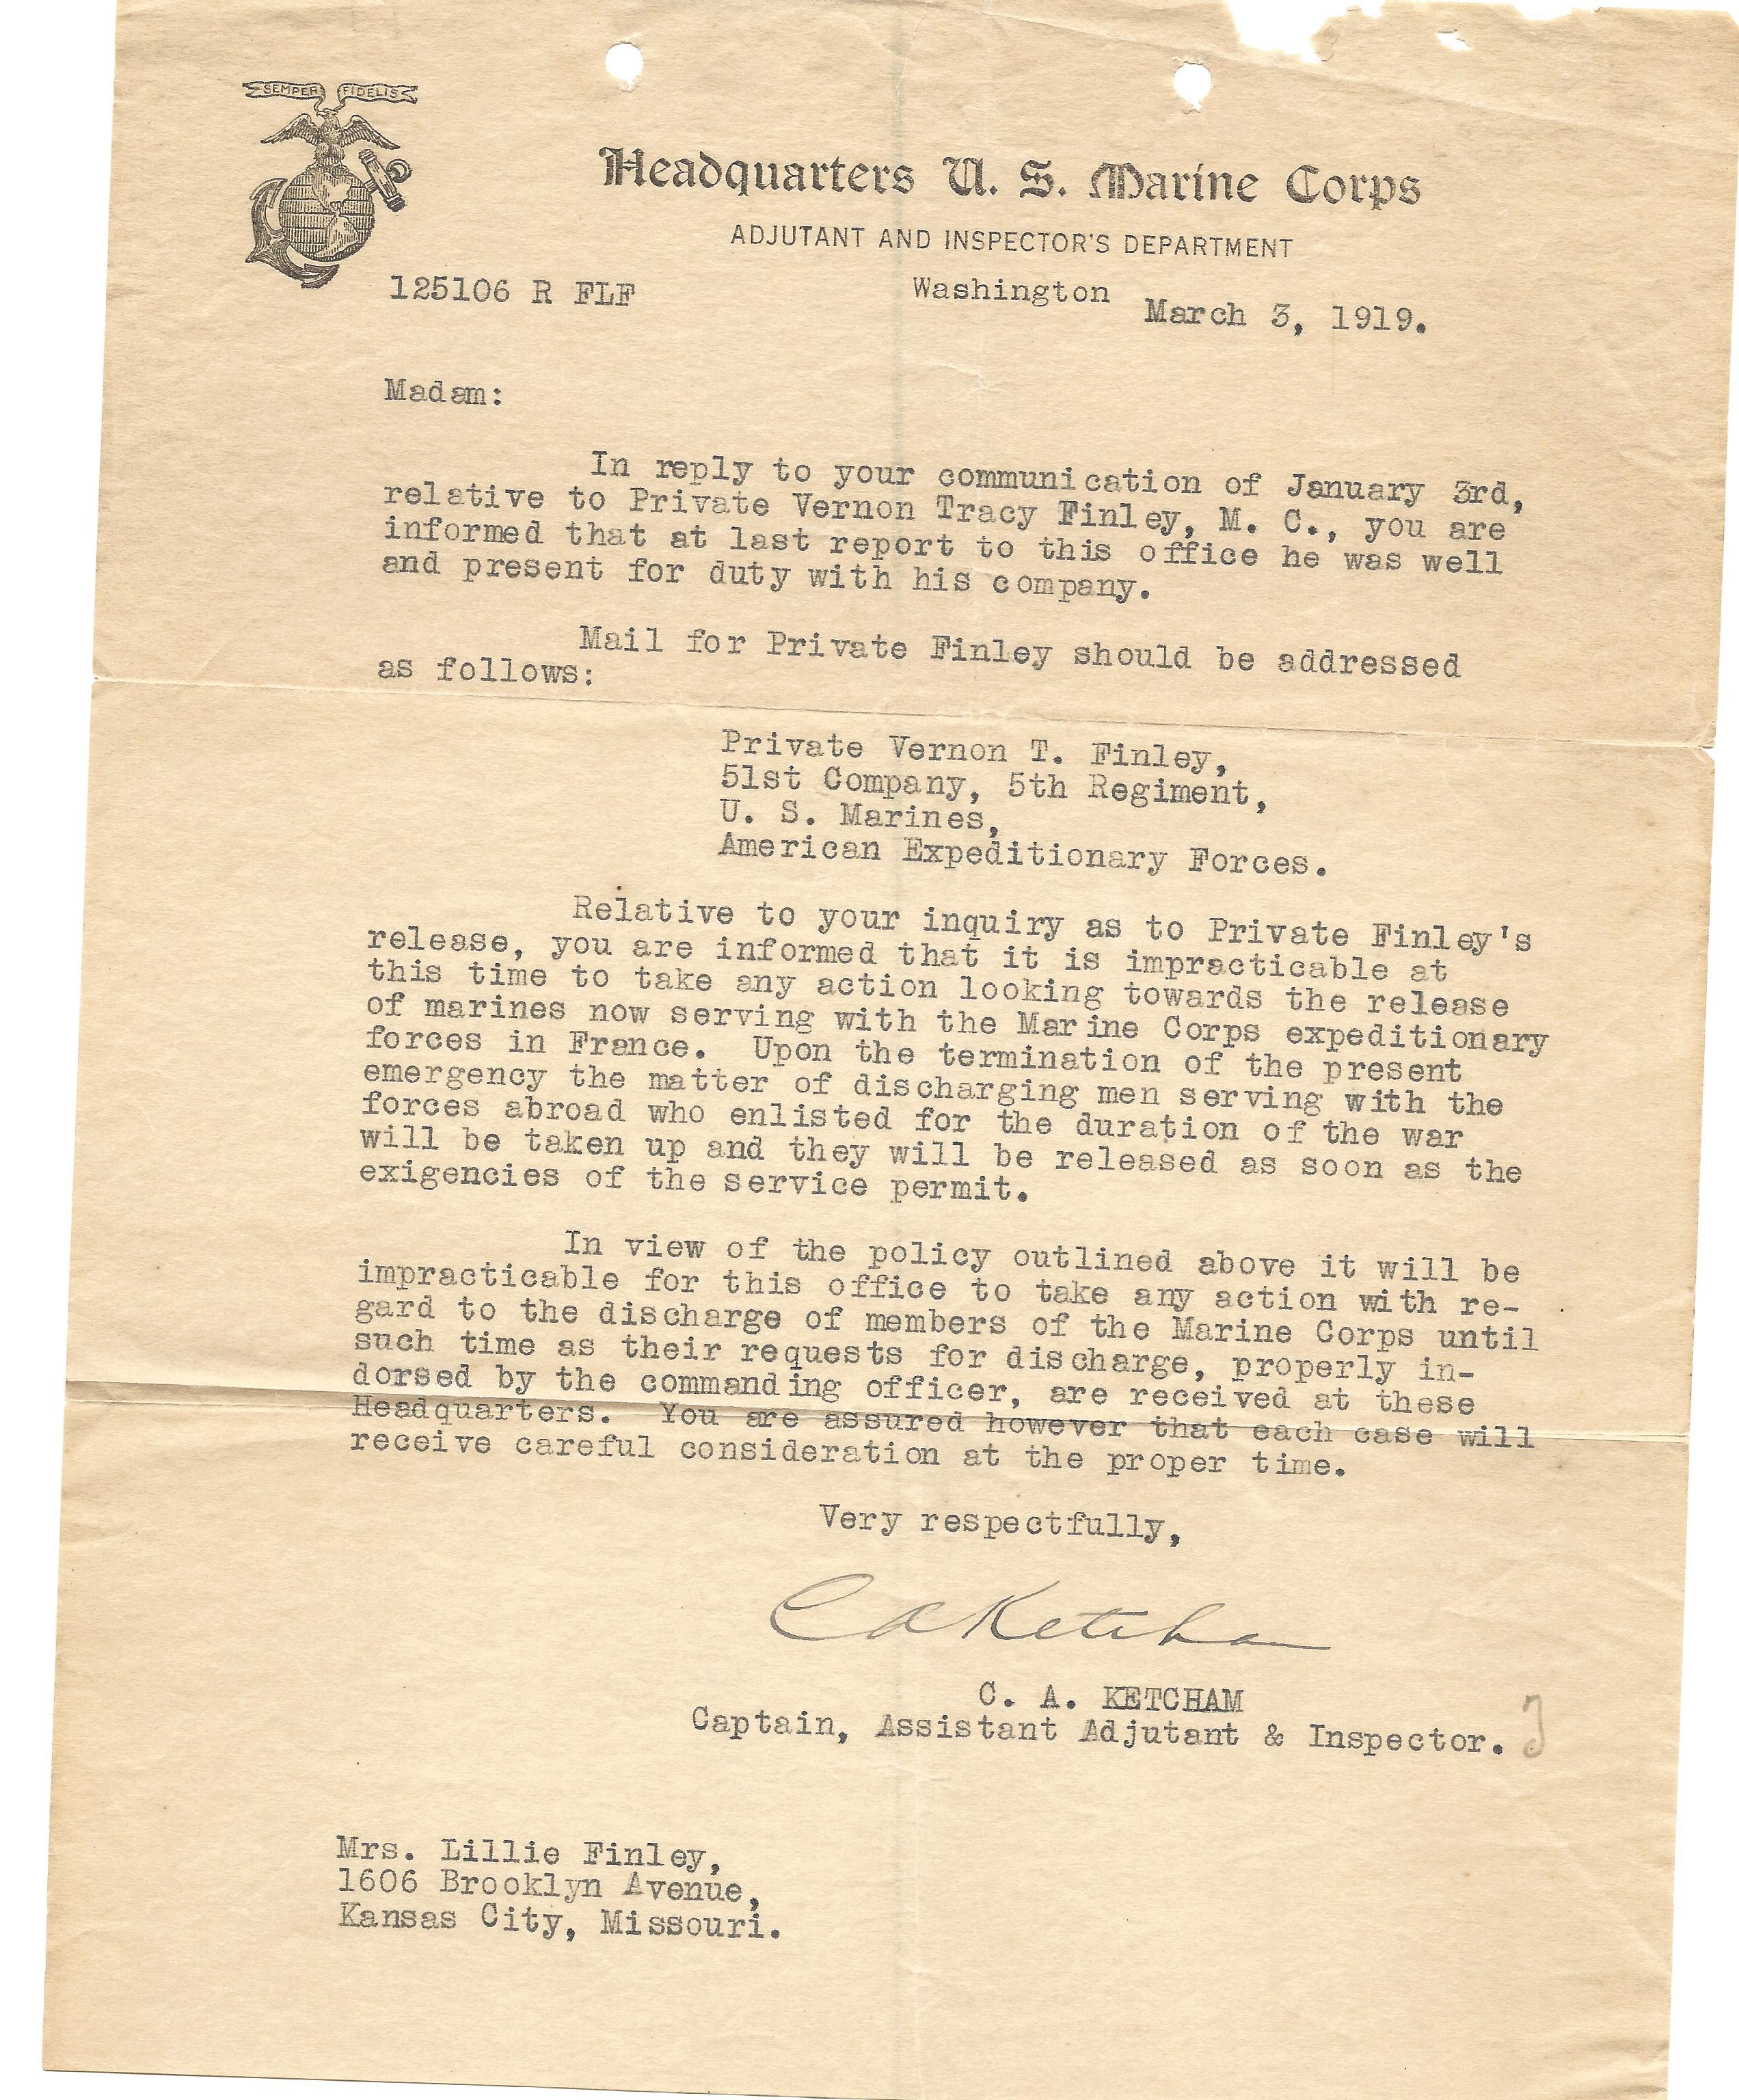 SEMPER FIDELIS
Headquarters U. S. Marine Corps
ADJUTANT AND INSPECTOR'S DEPARTMENT
125106 R FLF
Washington
March 3, 1919.
Madam:
In reply to your communication of January 3rd,
relative to Private Vernon Tracy Finley, M. C., you are
informed that at last report to this office he was well
and present for duty with his company.
Mail for Private Finley should be addressed
as follows:
Private Vernon T. Finley,
51st Company, 5th Regiment,
U. S. Marines,
American Expeditionary Forces.
Relative to your inquiry as to Private Finley's
release, you are informed that it is impracticable at
this time to take any action looking towards the release
of marines now serving with the Marine Corps expeditionary
forces in France. Upon the termination of the present
emergency the matter of discharging men serving with the
forces abroad who enlisted for the duration of the war
will be taken up and they will be released as soon as the
exigencies of the service permit.
In view of the policy outlined above it will be
impracticable for this office to take any action with re-
gard to the discharge of members of the Marine Corps until
such time as their requests for discharge, properly in-
dorsed by the commanding officer, are received at these
Headquarters. You are assured however that each case will
receive careful consideration at the proper time.
Very respectfully,
C A Ketcham
C. A. KETCHAM
Captain, Assistant Adjutant & Inspector.
Mrs. Lillie Finley,
1606 Brooklyn Avenue,
Kansas City, Missouri.